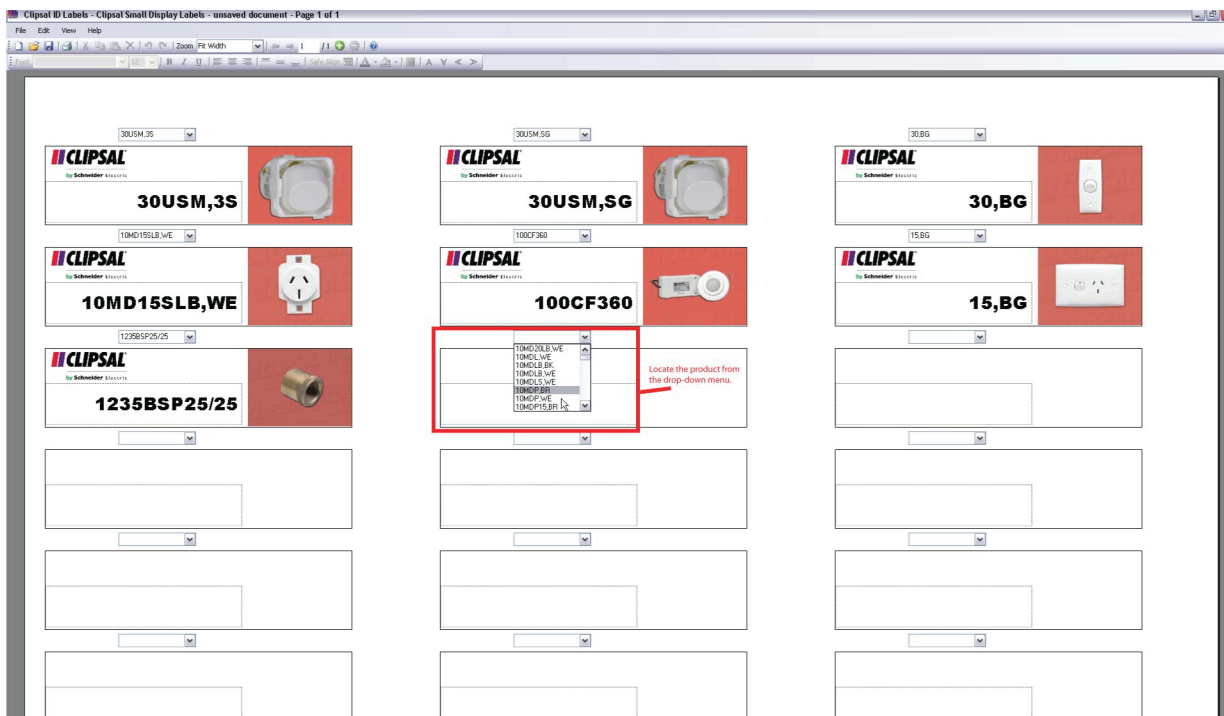 Clipsal ID Labels - Clipsal Small Display Labels - unsaved document - Page 1 of 1
File Edit View Help
Zoom Fit Width 1 / 1
Font 12 B I U Safe Align A A
30USM,3S 30USM,SG 30,BG
CLIPSAL CLIPSAL CLIPSAL
by Schneider Electric by Schneider Electric by Schneider Electric
30USM,3S 30USM,SG 30,BG
10MD15SLB,WE 100CF360 15,BG
CLIPSAL CLIPSAL CLIPSAL
by Schneider Electric by Schneider Electric by Schneider Electric
10MD15SLB,WE 100CF360 15,BG
1235BSP25/25
CLIPSAL
by Schneider Electric
1235BSP25/25
10MD20LB,WE
10MDL,WE
10MDLB,BK
10MDLB,WE
10MDLS,WE
10MDP,BR
10MDP,WE
10MDP15,BR
Locate the product from
the drop-down menu.